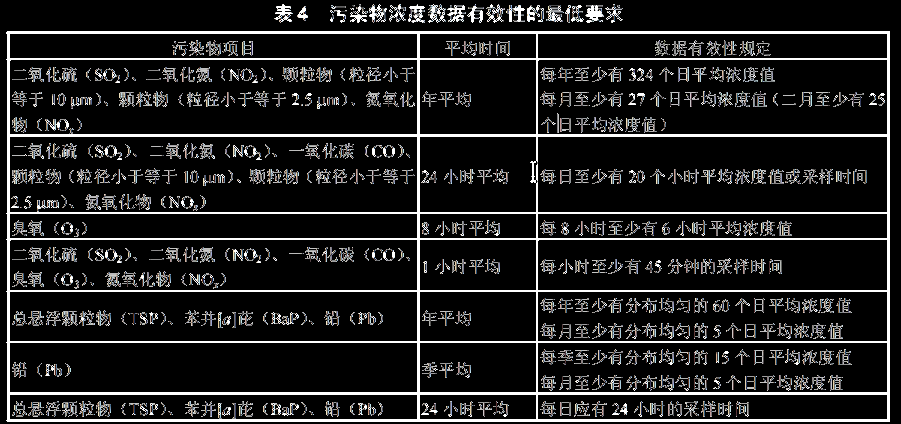 表 4 污染物浓度数据有效性的最低要求
污染物项目 平均时间 数据有效性规定
二氧化硫（SO₂）、二氧化氮（NO₂）、颗粒物（粒径小于
等于 10 μm）、颗粒物（粒径小于等于 2.5 μm）、氮氧化
物（NOₓ）
年平均
每年至少有 324 个日平均浓度值
每月至少有 27 个日平均浓度值（二月至少有 25
个日平均浓度值）
二氧化硫（SO₂）、二氧化氮（NO₂）、一氧化碳（CO）、
颗粒物（粒径小于等于 10 μm）、颗粒物（粒径小于等于
2.5 μm）、氮氧化物（NOₓ）
24 小时平均
每日至少有 20 个小时平均浓度值或采样时间
臭氧（O₃） 8 小时平均 每 8 小时至少有 6 小时平均浓度值
二氧化硫（SO₂）、二氧化氮（NO₂）、一氧化碳（CO）、
臭氧（O₃）、氮氧化物（NOₓ）
1 小时平均
每小时至少有 45 分钟的采样时间
总悬浮颗粒物（TSP）、苯并[a]芘（BaP）、铅（Pb）
年平均
每年至少有分布均匀的 60 个日平均浓度值
每月至少有分布均匀的 5 个日平均浓度值
铅（Pb）
季平均
每季至少有分布均匀的 15 个日平均浓度值
每月至少有分布均匀的 5 个日平均浓度值
总悬浮颗粒物（TSP）、苯并[a]芘（BaP）、铅（Pb） 24 小时平均 每日应有 24 小时的采样时间